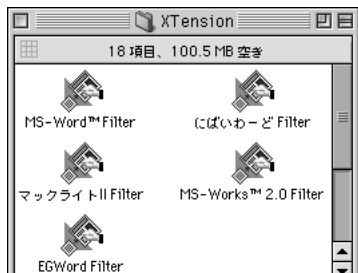 XTension
18 項目、100.5 MB 空き
MS-Word™ Filter
にばいわーど Filter
マックライトII Filter
MS-Works™ 2.0 Filter
EGWord Filter